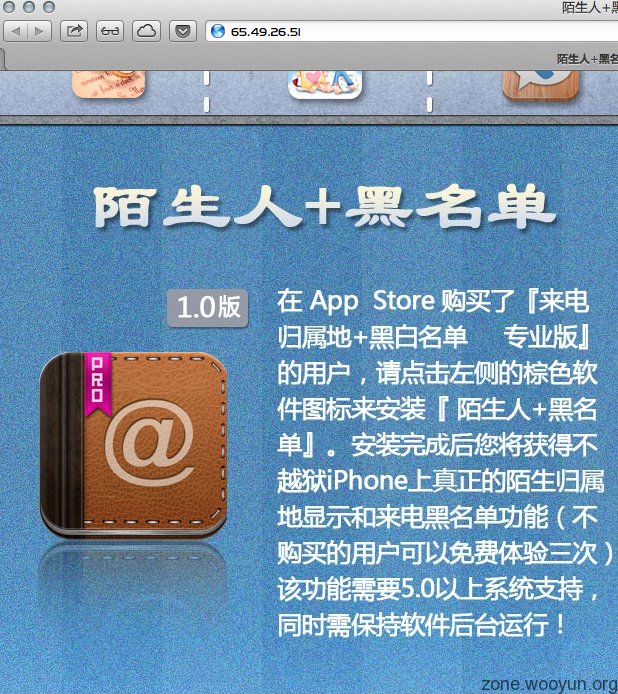 陌生人+黑
65.49.26.51
陌生人+黑名
陌生人+黑名单
1.0版
PRO
@
在 App Store 购买了『来电
归属地+黑白名单 专业版』
的用户，请点击左侧的棕色软
件图标来安装『 陌生人+黑名
单』。安装完成后您将获得不
越狱iPhone上真正的陌生归属
地显示和来电黑名单功能（不
购买的用户可以免费体验三次）
该功能需要5.0以上系统支持，
同时需保持软件后台运行！
zone.wooyun.org